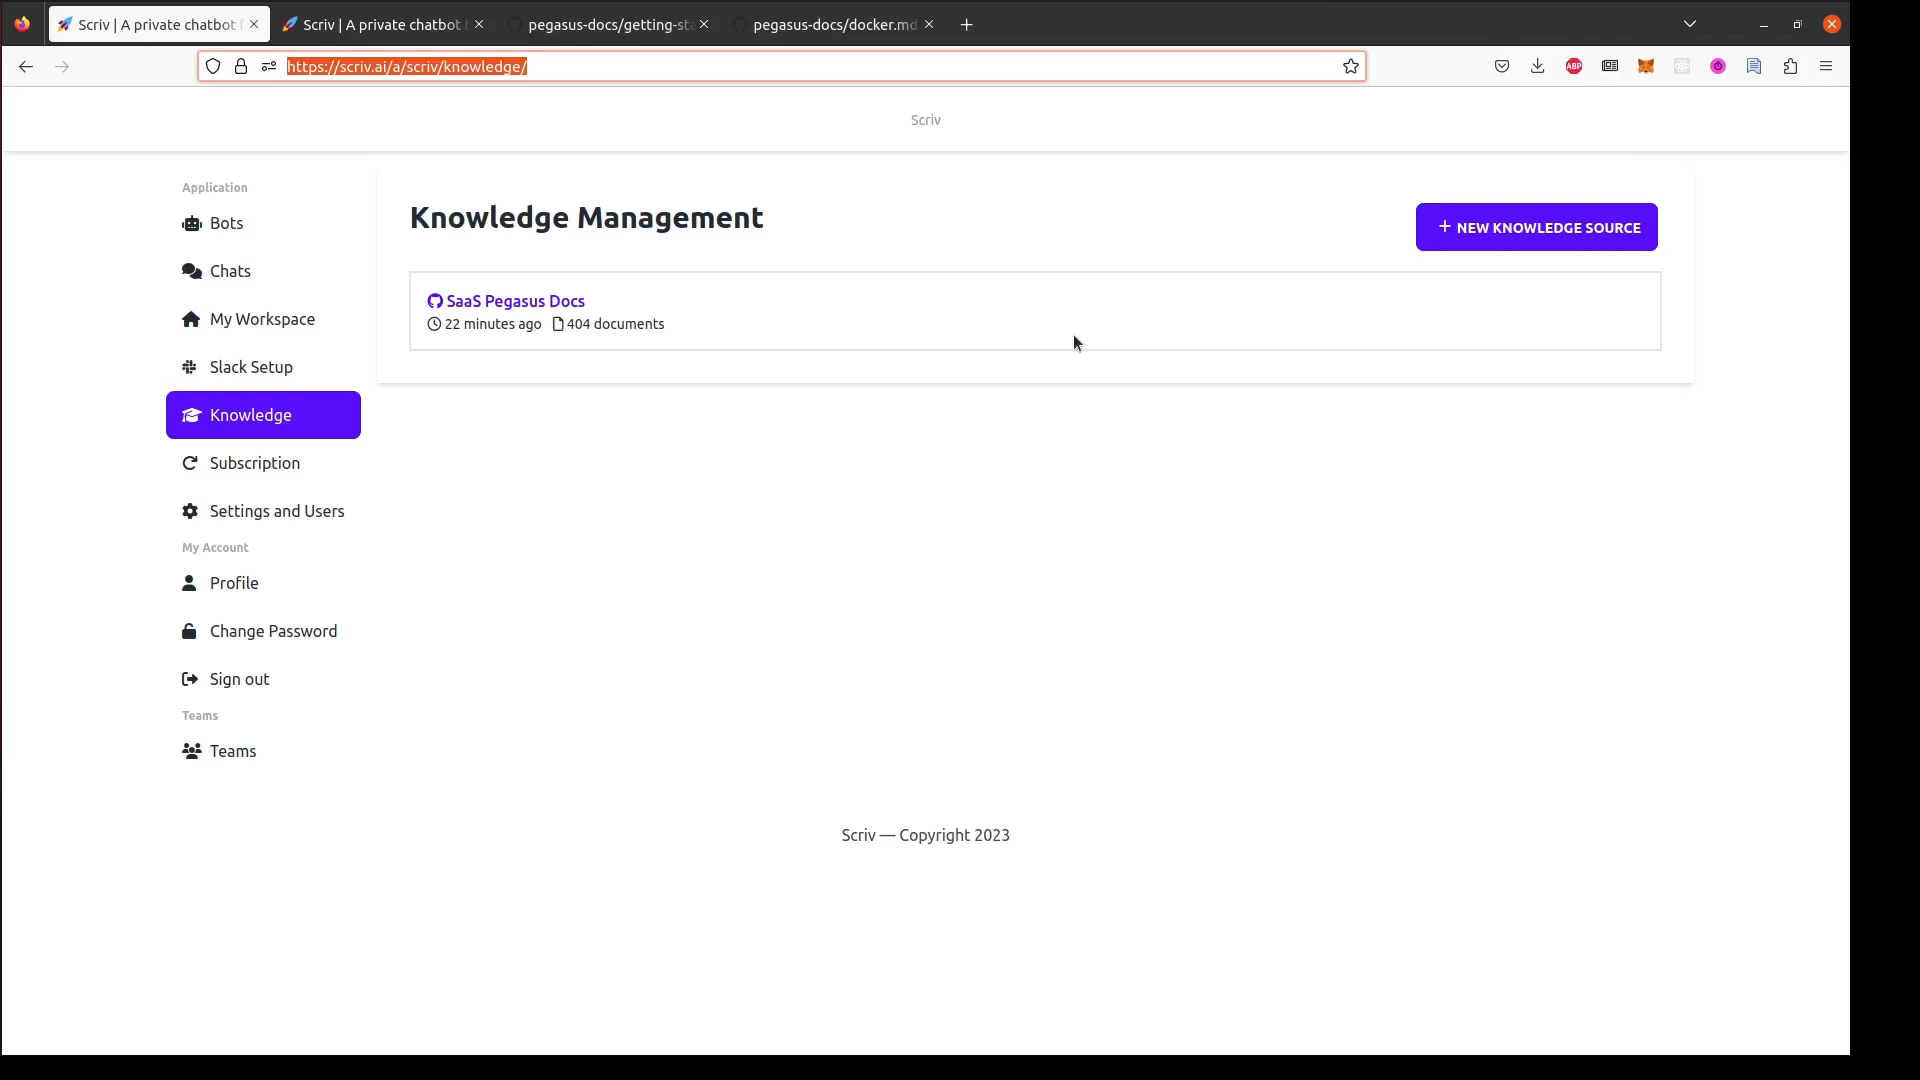 Scriv | A private chatbot f
Scriv | A private chatbot f
pegasus-docs/getting-sta
pegasus-docs/docker.md
https://scriv.ai/a/scriv/knowledge/
ABP
Scriv
Application
Bots
Chats
My Workspace
Slack Setup
Knowledge
Subscription
Settings and Users
My Account
Profile
Change Password
Sign out
Teams
Teams
Knowledge Management
+ NEW KNOWLEDGE SOURCE
SaaS Pegasus Docs
22 minutes ago 404 documents
Scriv — Copyright 2023